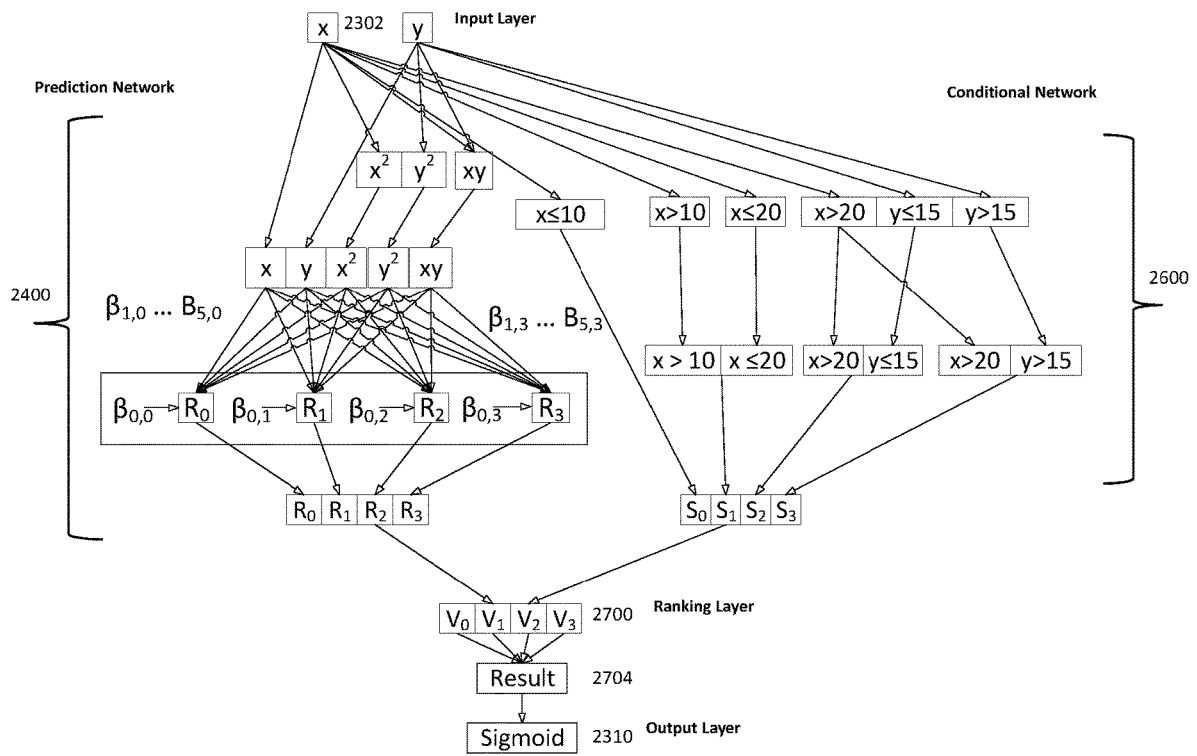 x 2302 y Input Layer
Prediction Network
Conditional Network
x² y² xy
x≤10 x>10 x≤20 x>20 y≤15 y>15
x y x² y² xy
2400
2600
β₁,₀ ... B₅,₀ β₁,₃ ... B₅,₃
x > 10 x ≤20 x>20 y≤15 x>20 y>15
β₀,₀ R₀ β₀,₁ R₁ β₀,₂ R₂ β₀,₃ R₃
R₀ R₁ R₂ R₃ S₀ S₁ S₂ S₃
V₀ V₁ V₂ V₃ 2700 Ranking Layer
Result 2704
Sigmoid 2310 Output Layer